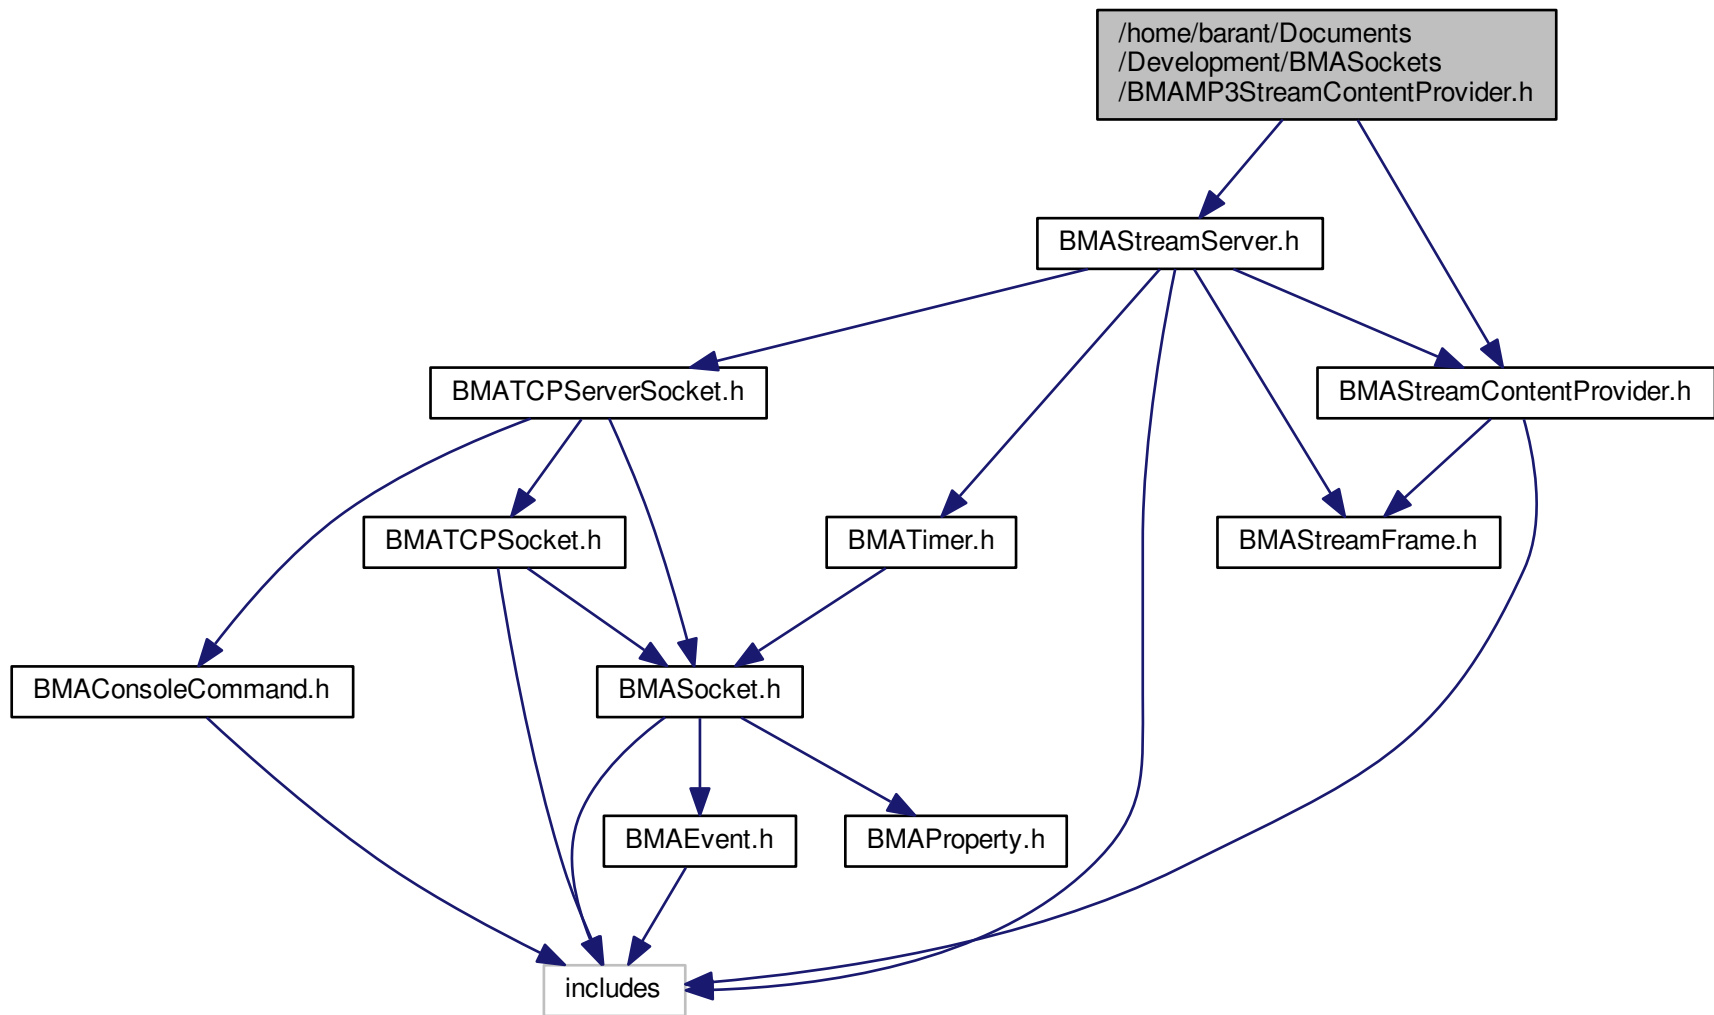 /home/barant/Documents
/Development/BMASockets
/BMAMP3StreamContentProvider.h
BMAStreamServer.h
BMATCPServerSocket.h
BMAStreamContentProvider.h
BMATCPSocket.h
BMATimer.h
BMAStreamFrame.h
BMAConsoleCommand.h
BMASocket.h
BMAEvent.h
BMAProperty.h
includes